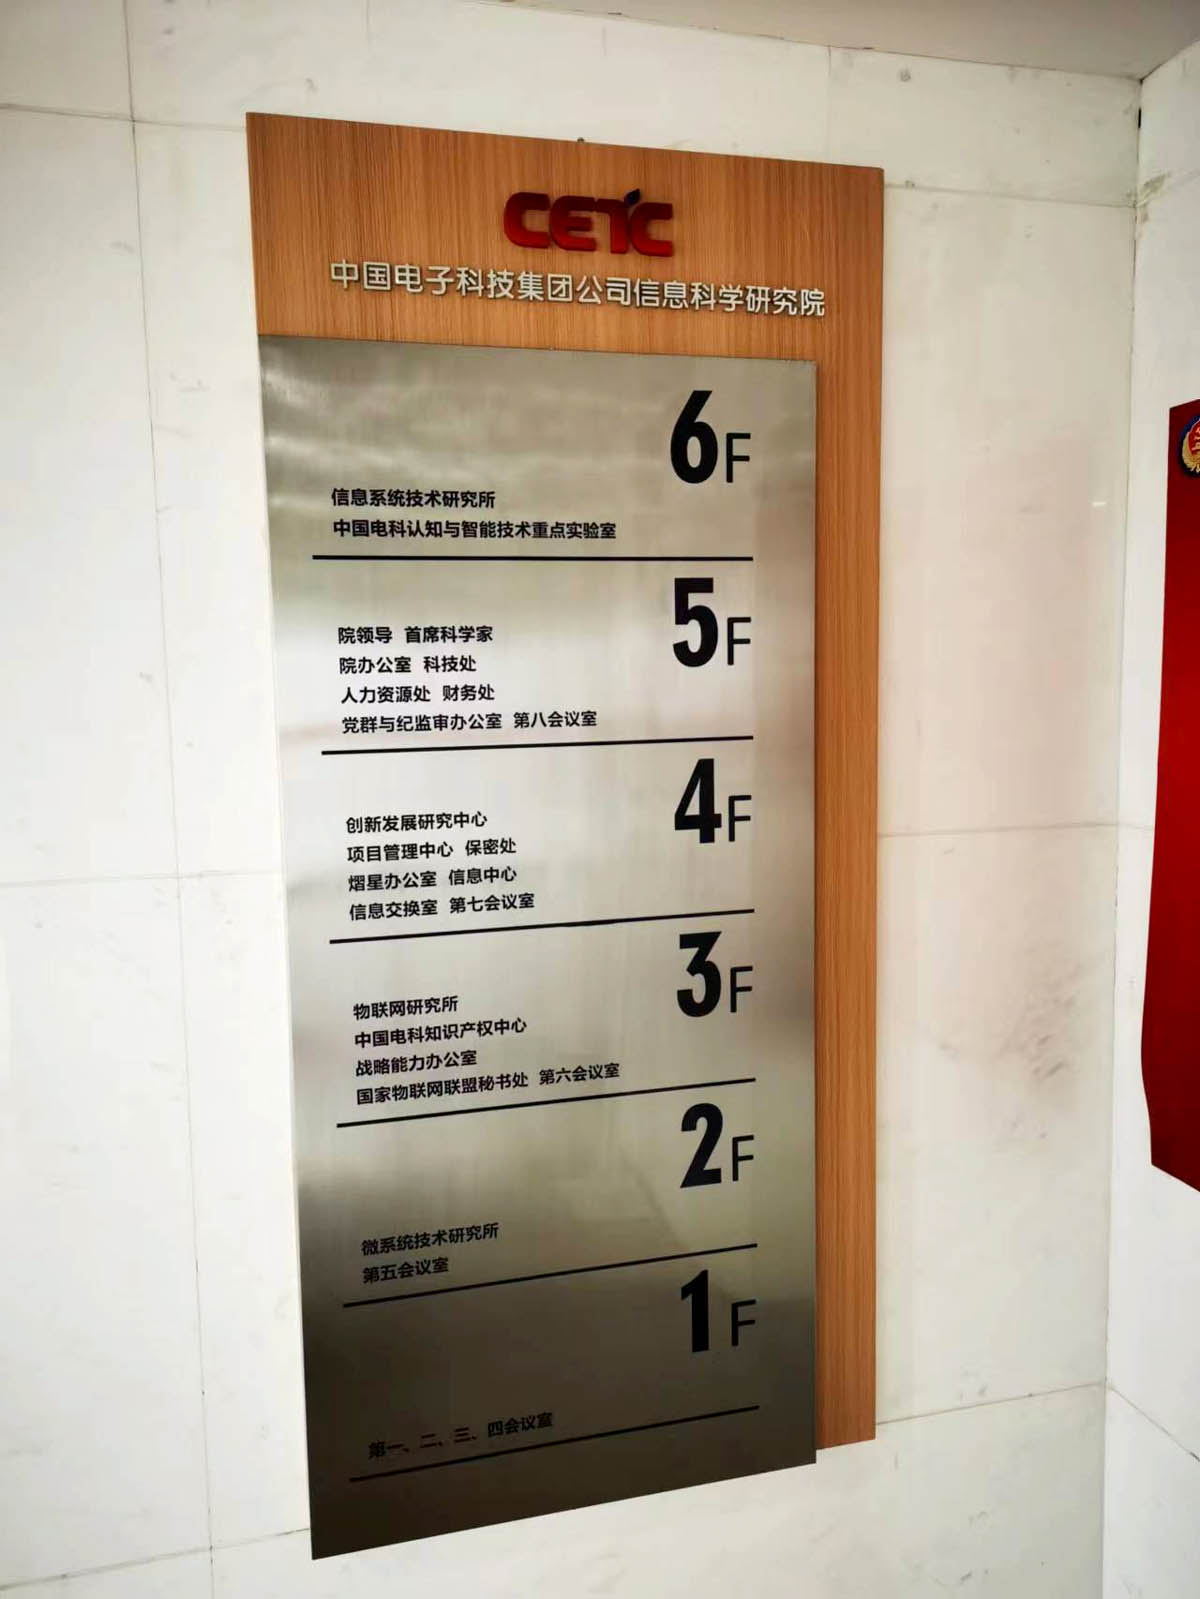 CETC
中国电子科技集团公司信息科学研究院
6F
信息系统技术研究所
中国电科认知与智能技术重点实验室
5F
院领导 首席科学家
院办公室 科技处
人力资源处 财务处
党群与纪监审办公室 第八会议室
4F
创新发展研究中心
项目管理中心 保密处
熠星办公室 信息中心
信息交换室 第七会议室
3F
物联网研究所
中国电科知识产权中心
战略能力办公室
国家物联网联盟秘书处 第六会议室
2F
微系统技术研究所
第五会议室
1F
第一、二、三、四会议室